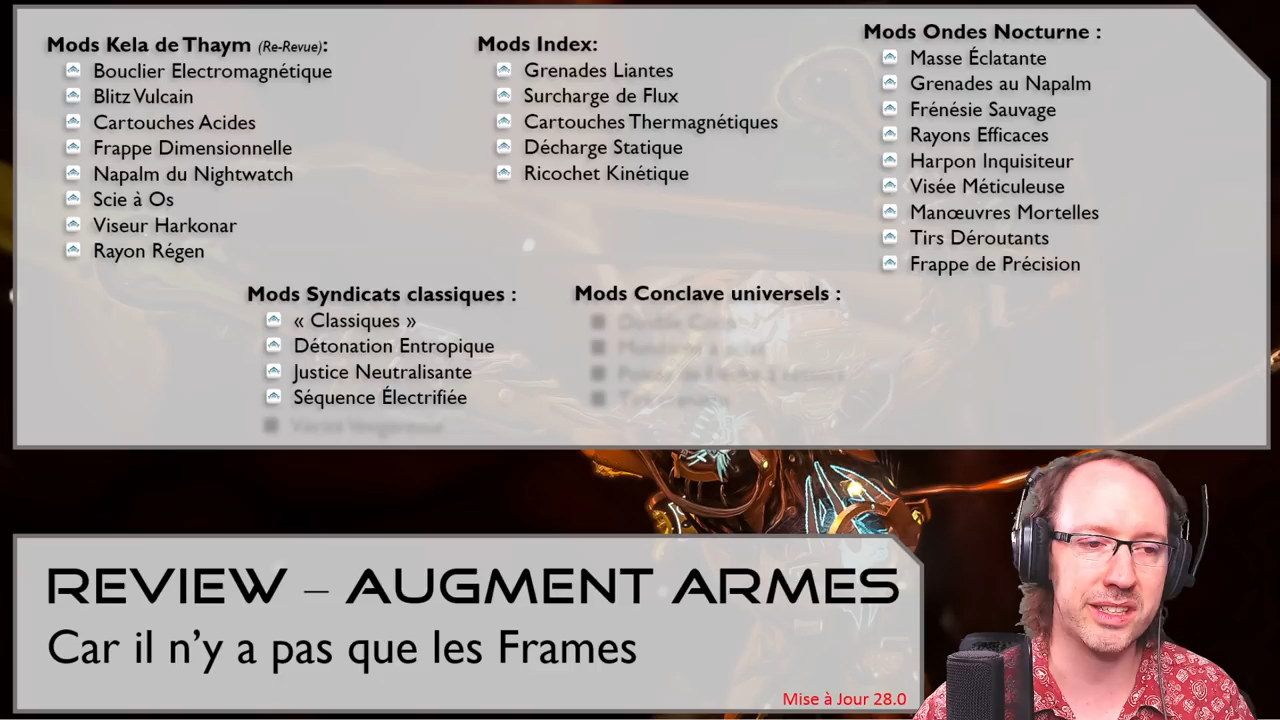 Mods Kela de Thaym (Re-Revue):
Bouclier Electromagnétique
Blitz Vulcain
Cartouches Acides
Frappe Dimensionnelle
Napalm du Nightwatch
Scie à Os
Viseur Harkonar
Rayon Régen
Mods Index:
Grenades Liantes
Surcharge de Flux
Cartouches Thermagnétiques
Décharge Statique
Ricochet Kinétique
Mods Ondes Nocturne :
Masse Éclatante
Grenades au Napalm
Frénésie Sauvage
Rayons Efficaces
Harpon Inquisiteur
Visée Méticuleuse
Manœuvres Mortelles
Tirs Déroutants
Frappe de Précision
Mods Syndicats classiques :
« Classiques »
Détonation Entropique
Justice Neutralisante
Séquence Électrifiée
Mods Conclave universels :
REVIEW – AUGMENT ARMES
Car il n'y a pas que les Frames
Mise à Jour 28.0